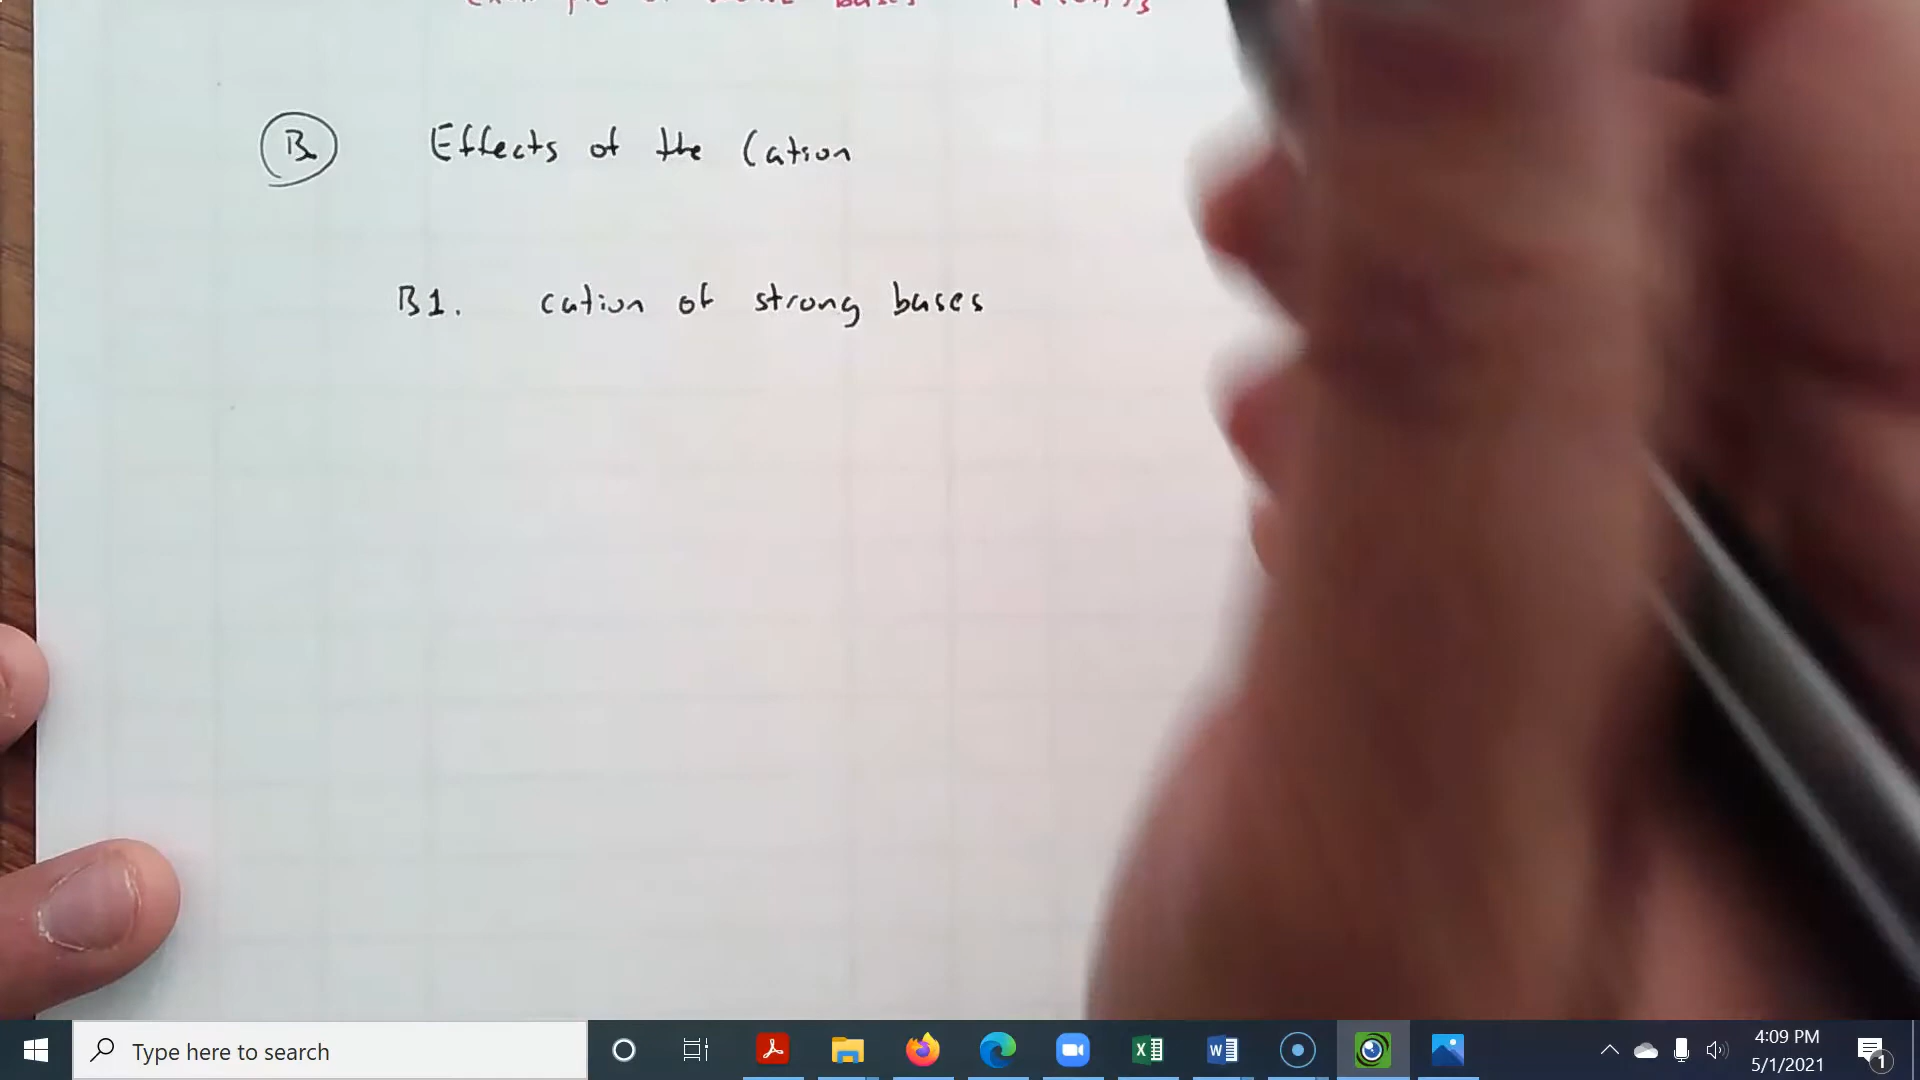 B Effects of the Cation
B1. cation of strong bases
Type here to search
4:09 PM
5/1/2021
1